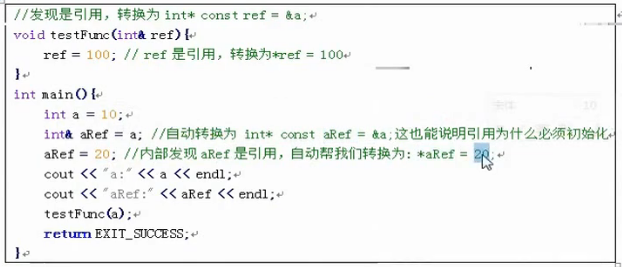 //发现是引用，转换为 int* const ref = &a;
void testFunc(int& ref){
ref = 100; // ref 是引用，转换为*ref = 100
}
int main(){
int a = 10;
int& aRef = a; //自动转换为 int* const aRef = &a;这也能说明引用为什么必须初始化
aRef = 20; //内部发现 aRef 是引用，自动帮我们转换为: *aRef = 20;
cout << "a:" << a << endl;
cout << "aRef:" << aRef << endl;
testFunc(a);
return EXIT_SUCCESS;
}